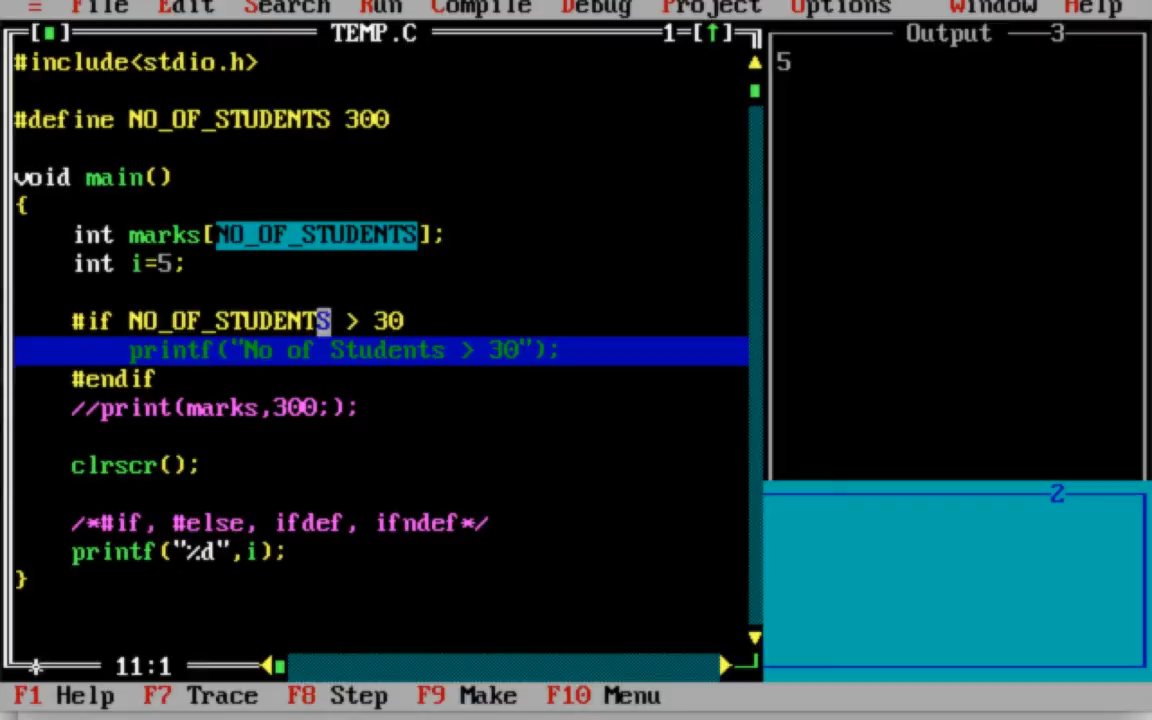 = File Edit Search Run Compile Debug Project Options Window Help
TEMP.C 1=[↑]
#include<stdio.h>
#define NO_OF_STUDENTS 300
void main()
{
int marks[NO_OF_STUDENTS];
int i=5;
#if NO_OF_STUDENTS > 30
printf("No of Students > 30");
#endif
//print(marks,300;);
clrscr();
/*#if, #else, ifdef, ifndef*/
printf("%d",i);
}
11:1
Output 3
5
2
F1 Help F7 Trace F8 Step F9 Make F10 Menu